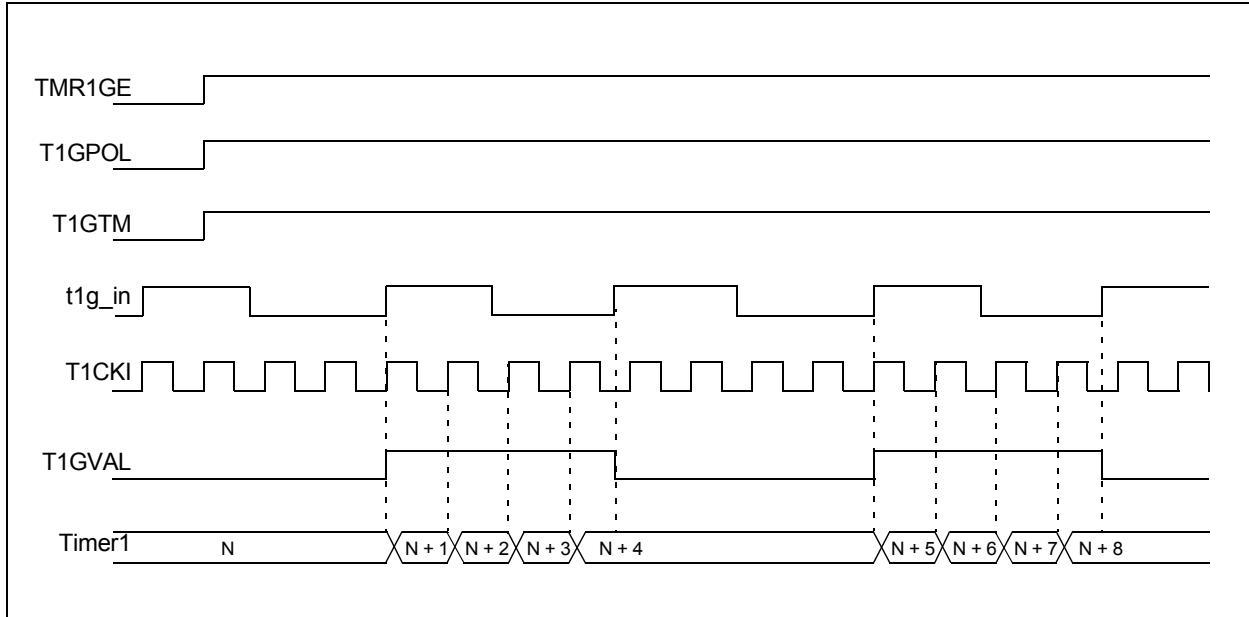 TMR1GE
T1GPOL
T1GTM
t1g_in
T1CKI
T1GVAL
Timer1 N N + 1 N + 2 N + 3 N + 4 N + 5 N + 6 N + 7 N + 8